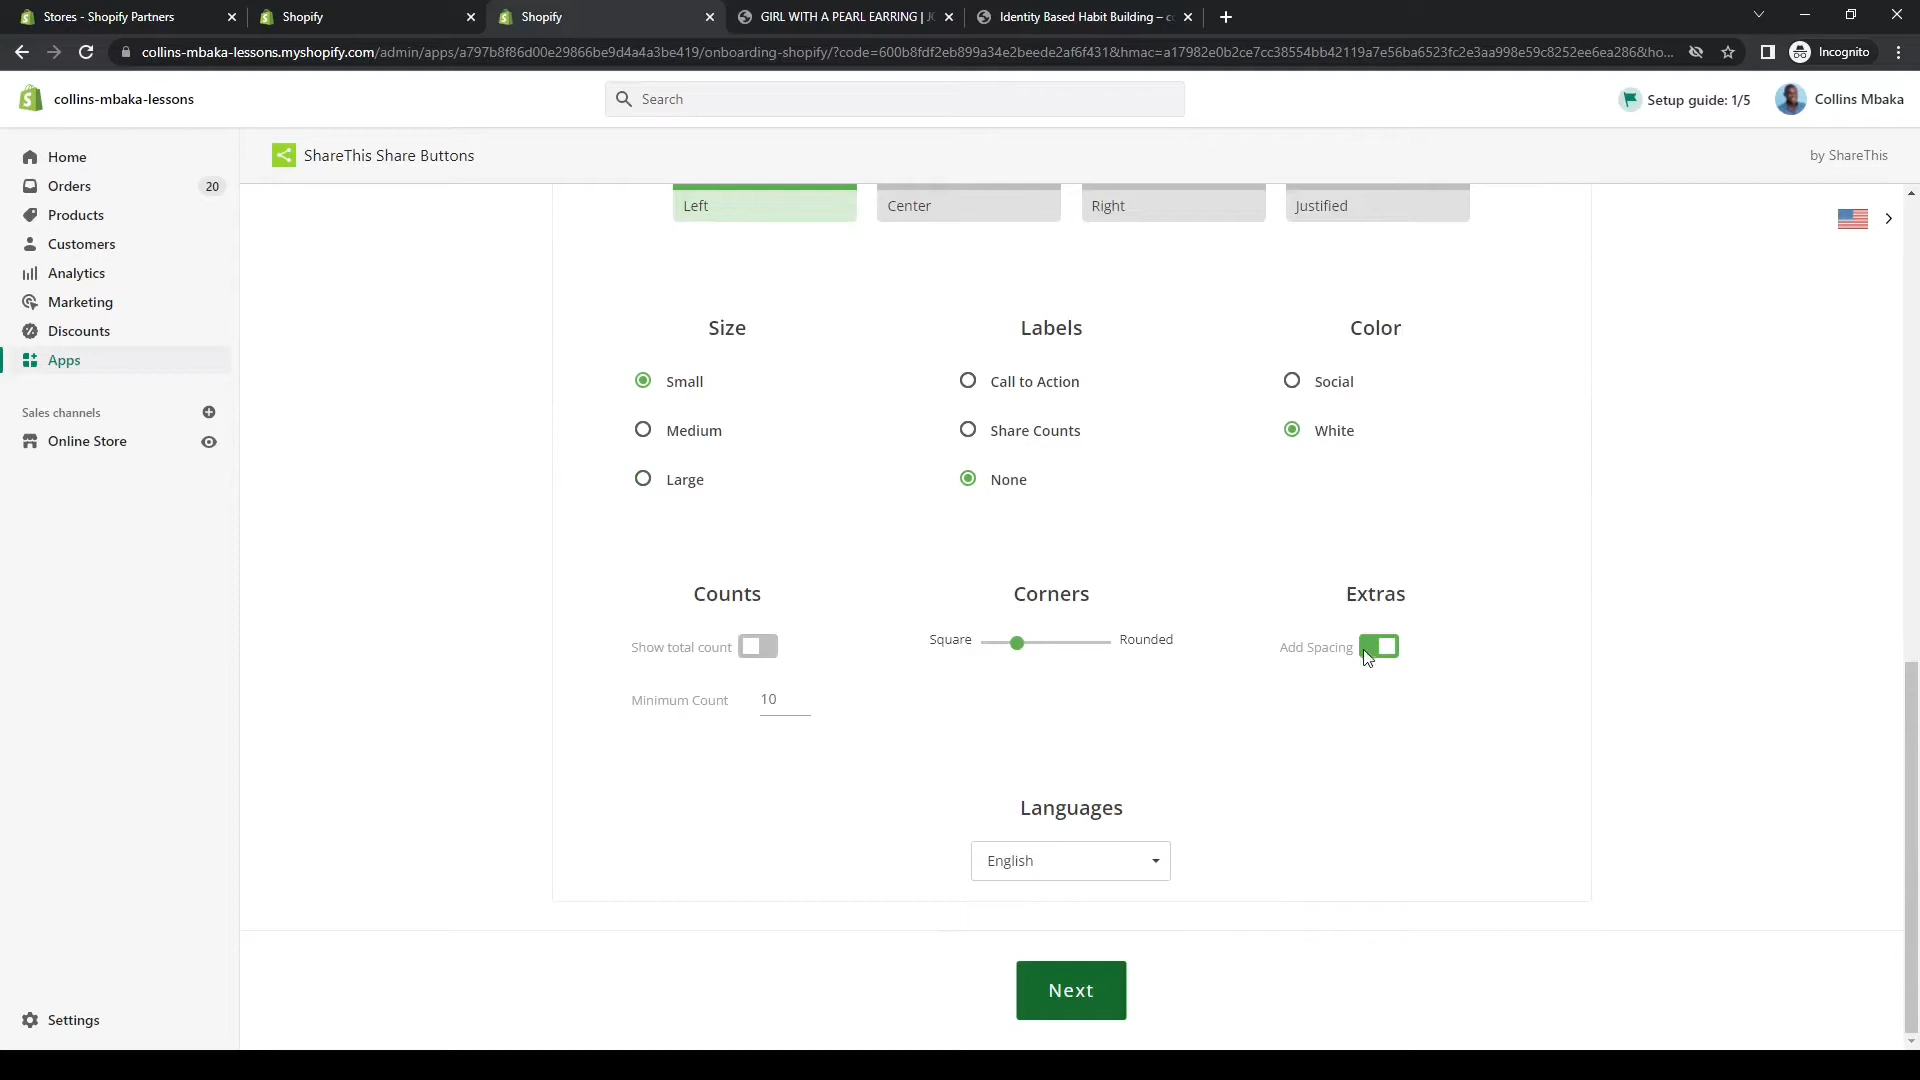 Stores - Shopify Partners
Shopify
Shopify
GIRL WITH A PEARL EARRING | JO
Identity Based Habit Building – c
collins-mbaka-lessons.myshopify.com/admin/apps/a797b8f86d00e29866be9d4a4a3be419/onboarding-shopify/?code=600b8fdf2eb899a34e2beede2af6f431&hmac=a17982e0b2ce7cc38554bb42119a7e56ba6523fc2e3aa998e59c8252ee6ea286&ho...
Incognito
collins-mbaka-lessons
Search
Setup guide: 1/5
Collins Mbaka
Home
Orders
20
Products
Customers
Analytics
Marketing
Discounts
Apps
Sales channels
Online Store
Settings
ShareThis Share Buttons
by ShareThis
Left
Center
Right
Justified
Size
Labels
Color
Small
Call to Action
Social
Medium
Share Counts
White
Large
None
Counts
Corners
Extras
Show total count
Square
Rounded
Add Spacing
Minimum Count
10
Languages
English
Next